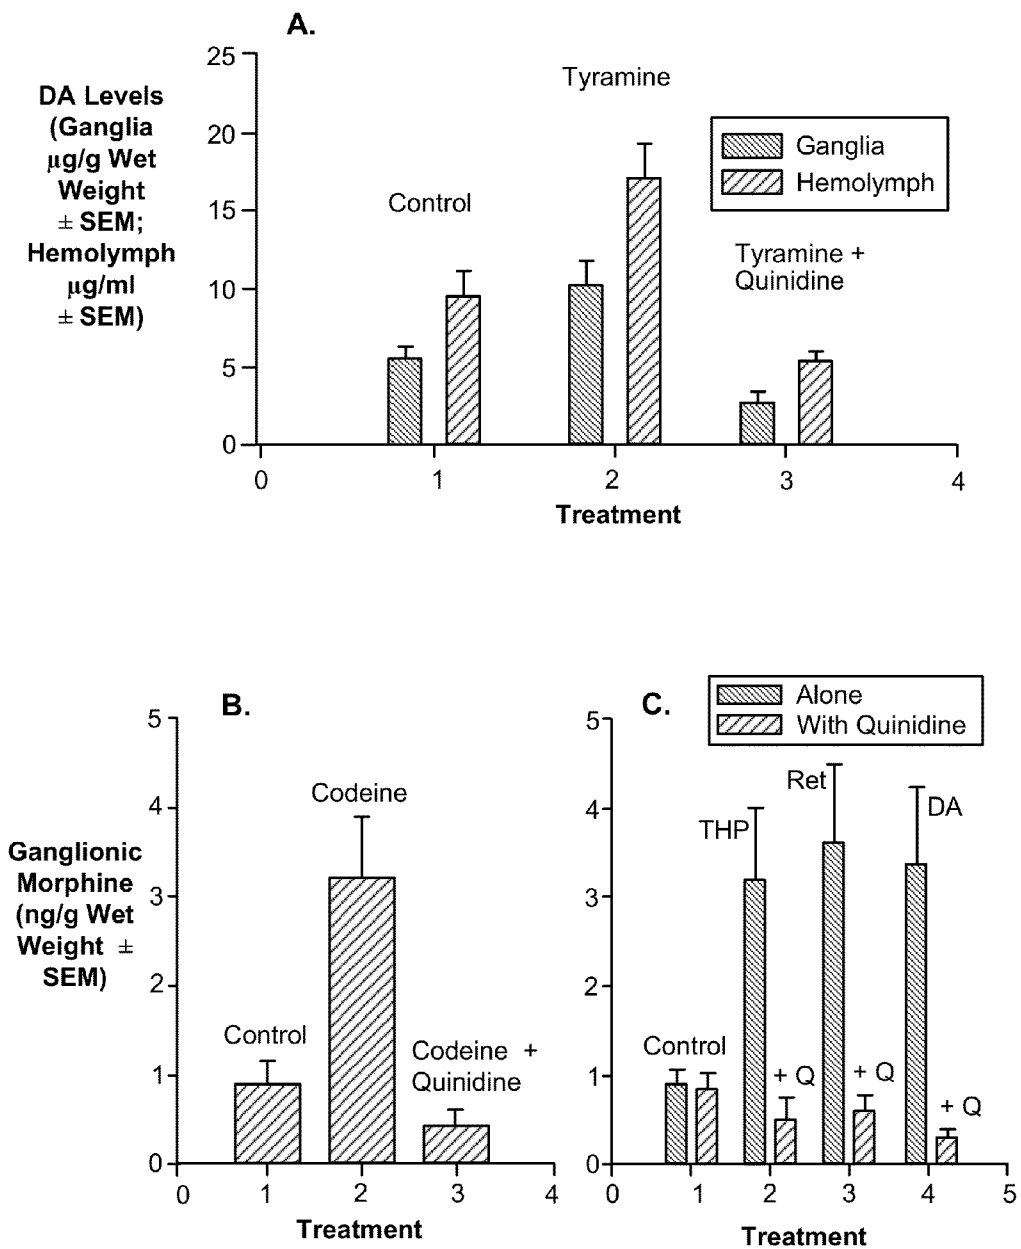 A.
DA Levels
(Ganglia
μg/g Wet
Weight
± SEM;
Hemolymph
μg/ml
± SEM)
25
20
15
10
5
0
Control
Tyramine
Tyramine +
Quinidine
Ganglia
Hemolymph
0 1 2 3 4
Treatment
B.
Ganglionic
Morphine
(ng/g Wet
Weight ±
SEM)
5
4
3
2
1
0
Control
Codeine
Codeine +
Quinidine
0 1 2 3 4
Treatment
C.
Alone
With Quinidine
5
4
3
2
1
0
Control
THP
+ Q
Ret
+ Q
DA
+ Q
0 1 2 3 4 5
Treatment